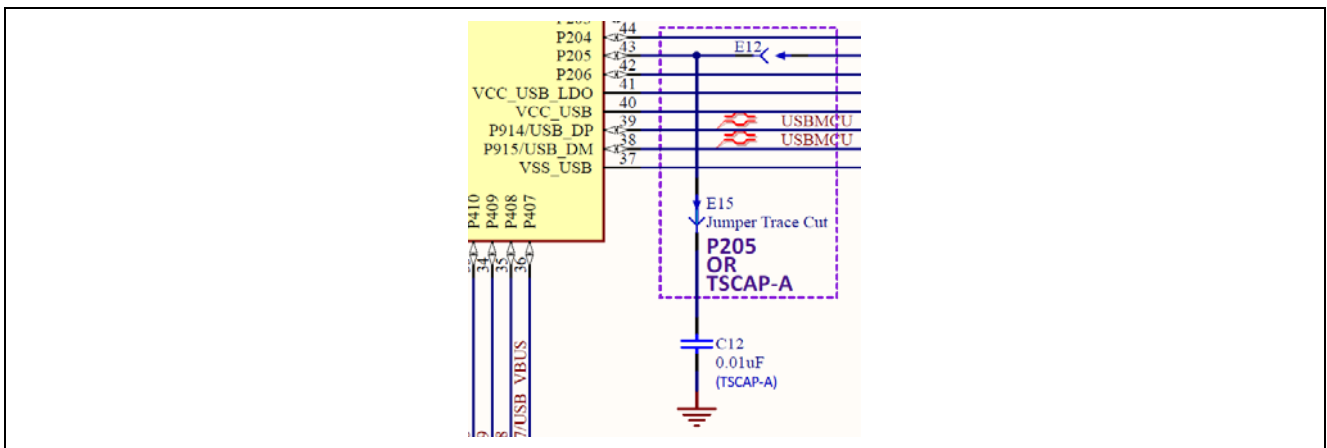 44
P204
43
P205
E12
42
P206
41
VCC_USB_LDO
40
VCC_USB
39
P914/USB_DP
USBMCU
38
P915/USB_DM
USBMCU
37
VSS_USB
P410
P409
P408
P407
34
35
36
E15
Jumper Trace Cut
P205
OR
TSCAP-A
C12
0.01uF
(TSCAP-A)
7/USB_VBUS